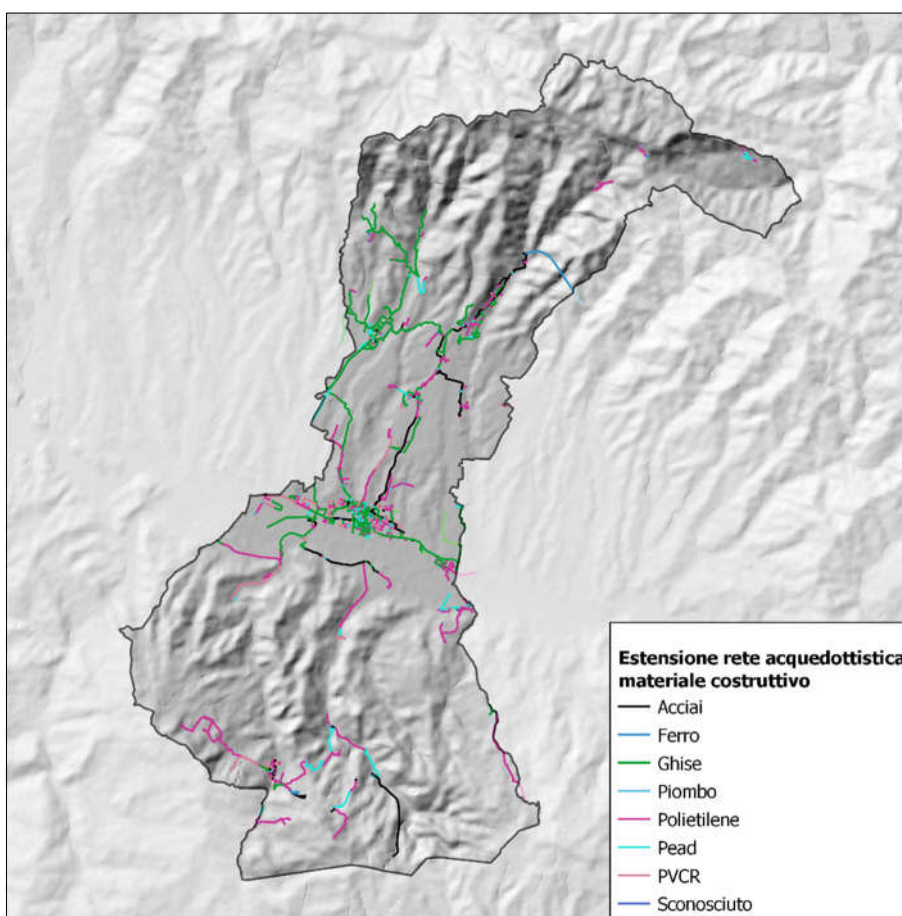 Estensione rete acquedottistica
materiale costruttivo
Acciai
Ferro
Ghise
Piombo
Polietilene
Pead
PVCR
Sconosciuto